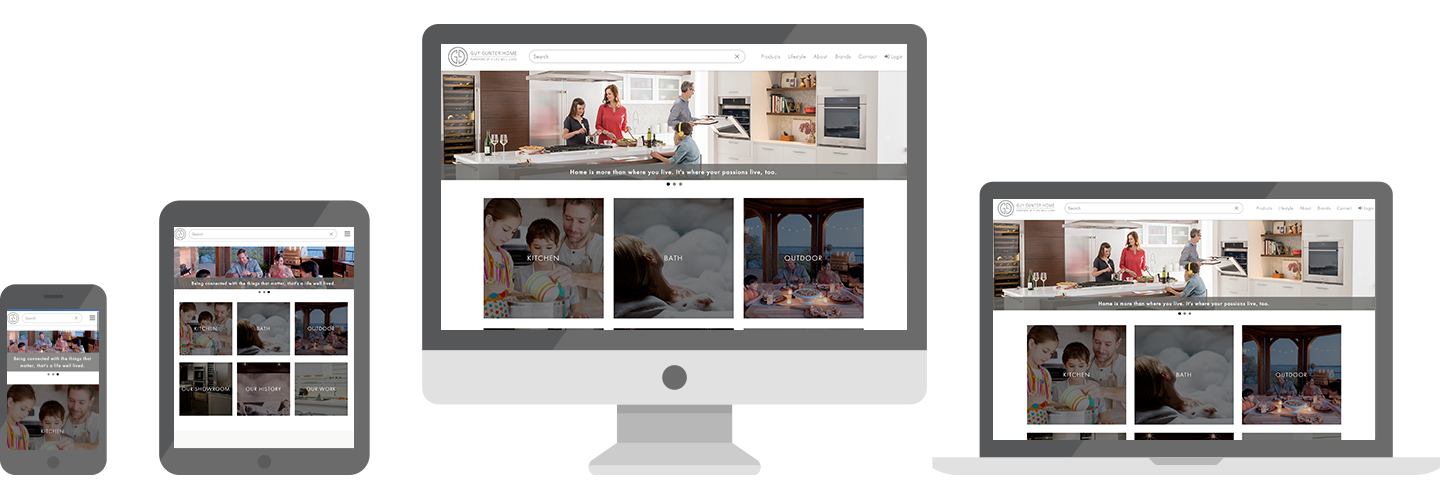 Search
Being connected with the things that
matter, that's a life well lived.
KITCHEN
Search
Being connected with the things that matter, that's a life well lived.
KITCHEN
BATH
OUTDOOR
OUR SHOWROOM
OUR HISTORY
OUR WORK
GUY GUNTER HOME
Search
Products
Lifestyle
About
Brands
Contact
Login
Home is more than where you live. It's where your passions live, too.
KITCHEN
BATH
OUTDOOR
GUY GUNTER HOME
Search
Products
Lifestyle
About
Brands
Contact
Login
Home is more than where you live. It's where your passions live, too.
KITCHEN
BATH
OUTDOOR